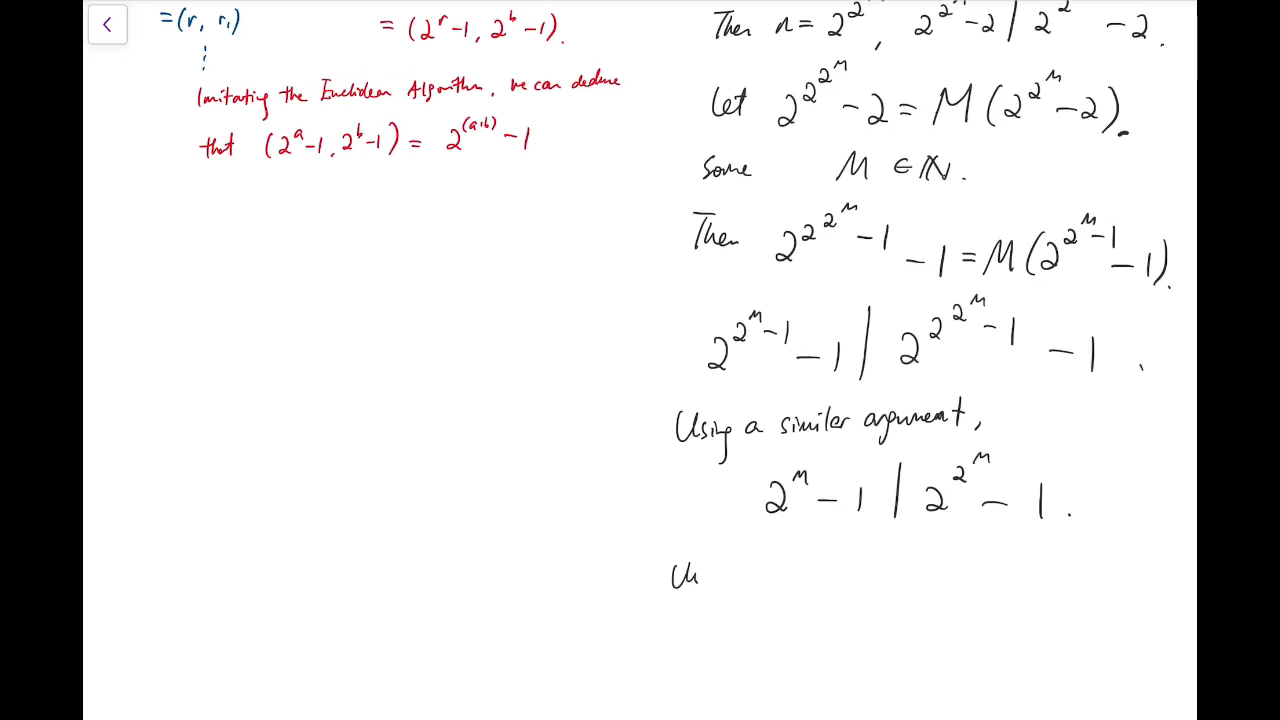 =(r, r₁)
= (2^r -1, 2^b -1).
⋮
Imitating the Euclidean Algorithm, we can deduce
that (2^a -1, 2^b -1) = 2^(a,b) -1
Then n = 2^2^, 2^2^ -2 | 2^2 -2.
Let 2^2^2^M -2 = M(2^2^M -2).
Some M ∈ ℕ.
Then 2^(2^2^M -1) -1 = M(2^(2^M -1) -1).
2^(2^M -1) -1 | 2^(2^2^M -1) -1.
Using a similar argument,
2^M -1 | 2^2^M -1.